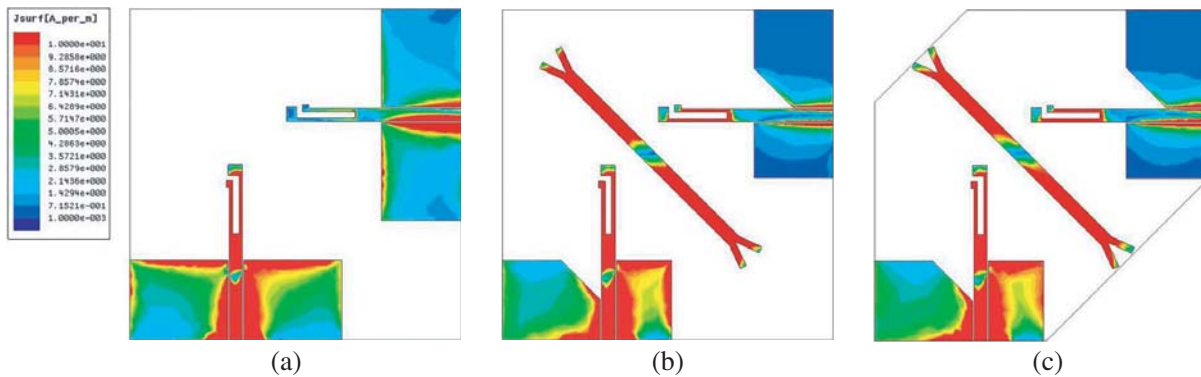 Jsurf[A_per_m]
1.0000e+001
9.2858e+000
8.5716e+000
7.8574e+000
7.1431e+000
6.4289e+000
5.7147e+000
5.0005e+000
4.2863e+000
3.5721e+000
2.8579e+000
2.1436e+000
1.4294e+000
7.1521e-001
1.0000e-003
(a)
(b)
(c)